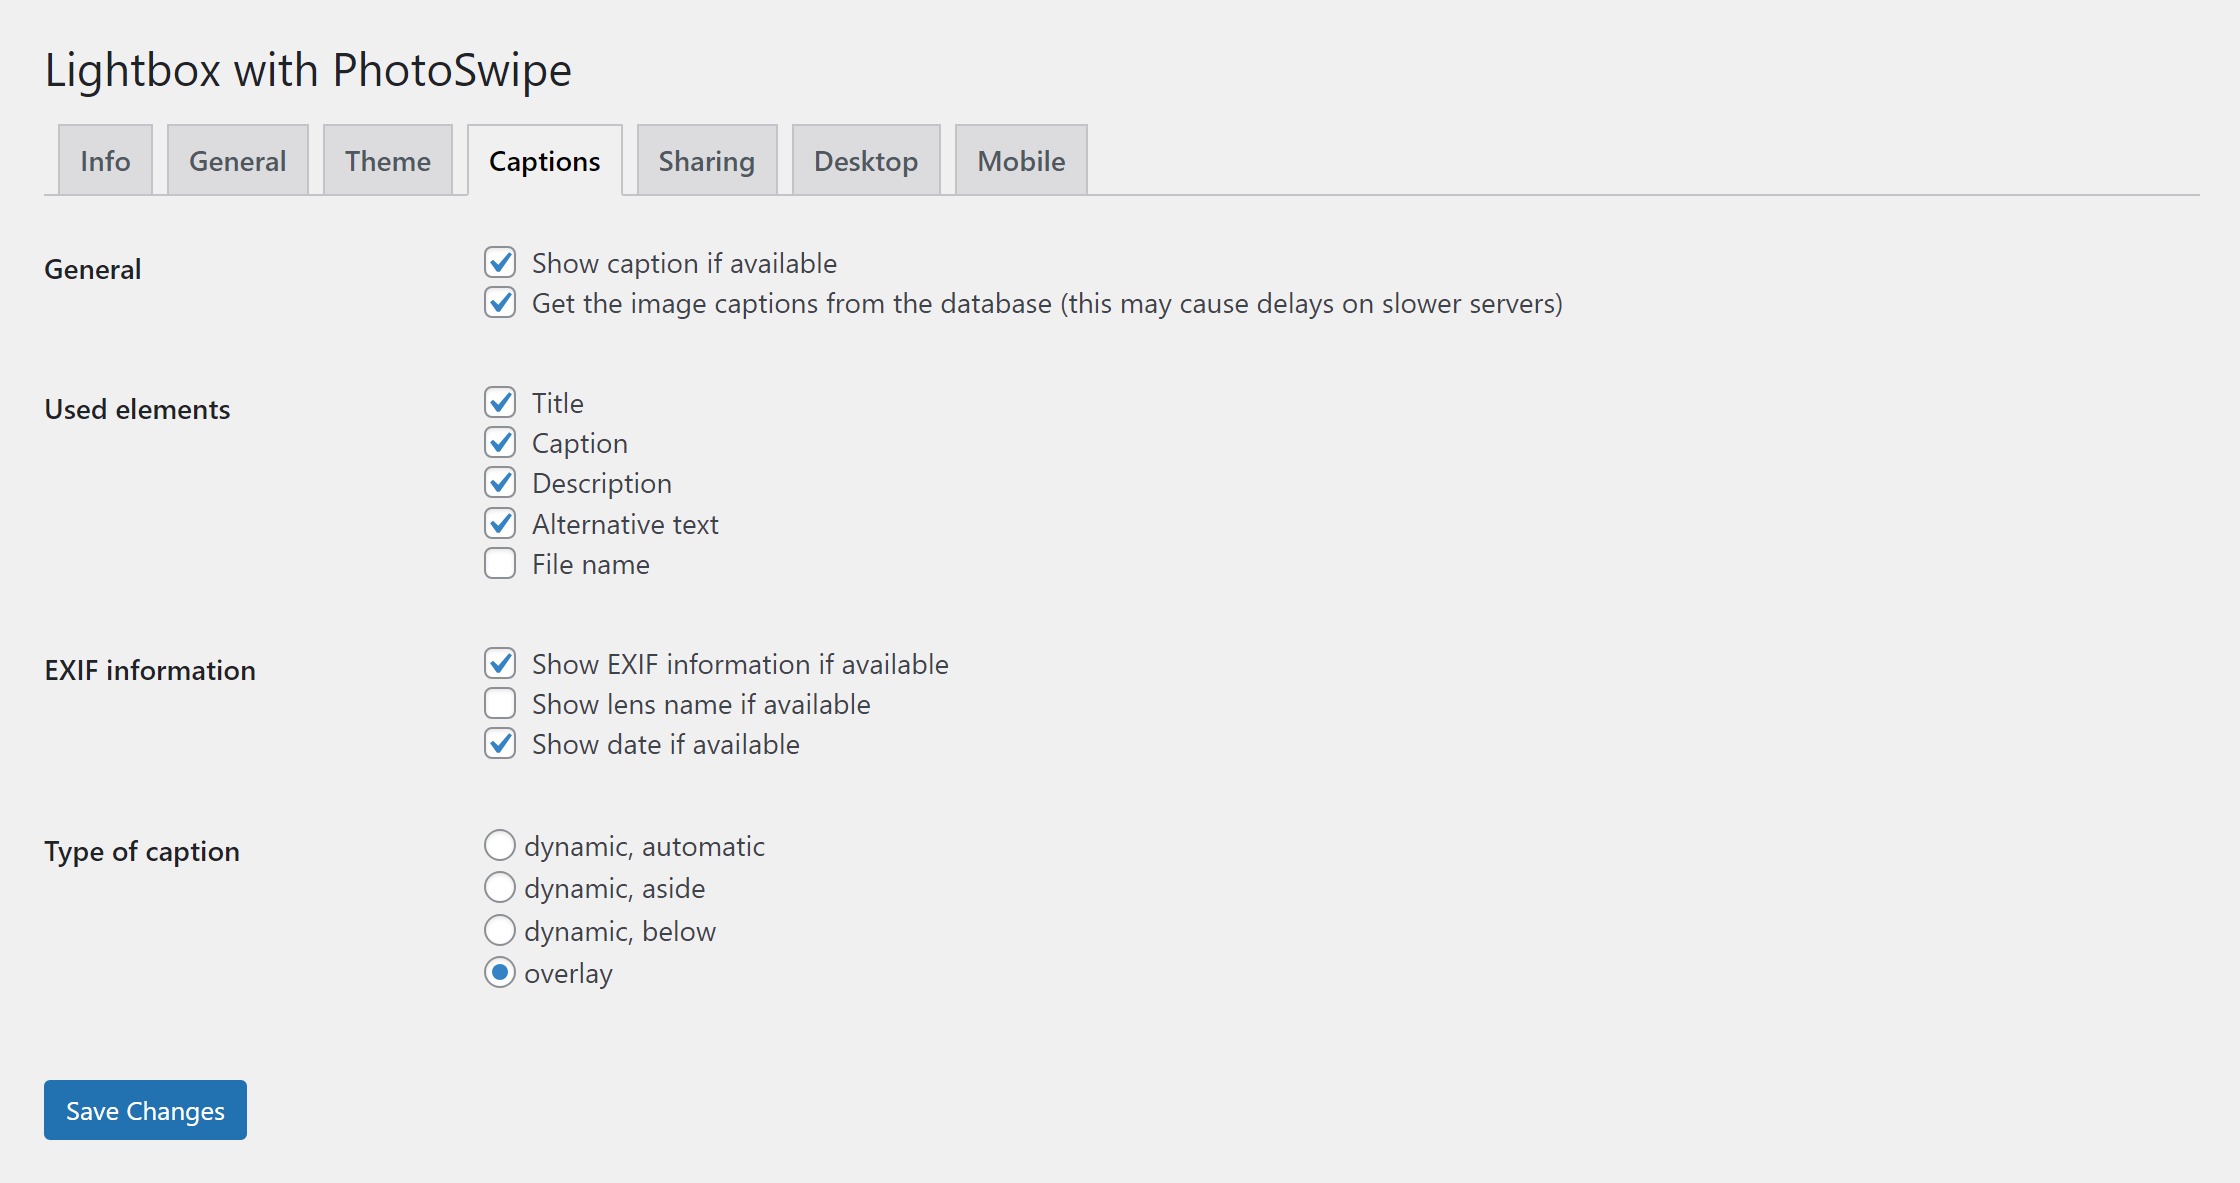 Lightbox with PhotoSwipe
Info General Theme Captions Sharing Desktop Mobile
General
Show caption if available
Get the image captions from the database (this may cause delays on slower servers)
Used elements
Title
Caption
Description
Alternative text
File name
EXIF information
Show EXIF information if available
Show lens name if available
Show date if available
Type of caption
dynamic, automatic
dynamic, aside
dynamic, below
overlay
Save Changes